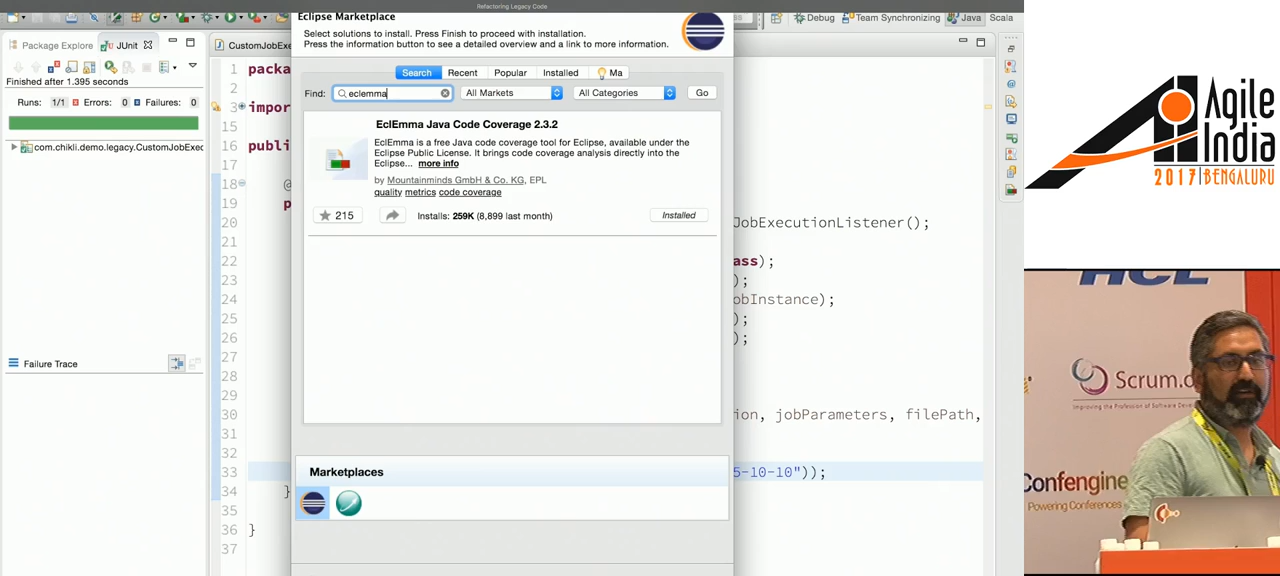 Refactoring Legacy Code
Eclipse Marketplace
Select solutions to install. Press Finish to proceed with installation.
Press the information button to see a detailed overview and a link to more information.
Search Recent Popular Installed Ma
Find: eclemma All Markets All Categories Go
EclEmma Java Code Coverage 2.3.2
EclEmma is a free Java code coverage tool for Eclipse, available under the
Eclipse Public License. It brings code coverage analysis directly into the
Eclipse... more info
by Mountainminds GmbH & Co. KG, EPL
quality metrics code coverage
215 Installs: 259K (8,899 last month) Installed
Marketplaces
Debug Team Synchronizing Java Scala
Package Explorer JUnit
Finished after 1.395 seconds
Runs: 1/1 Errors: 0 Failures: 0
com.chikli.demo.legacy.CustomJobExec
Failure Trace
CustomJobExe
1 packa
2
3 impor
15
16 publi
17
18 @
19 p
20 JobExecutionListener();
21
22 ass);
23 );
24 obInstance);
25 );
26 );
27
28
29
30 ion, jobParameters, filePath,
31
32
33 5-10-10"));
34 }
35
36 }
37
Agile
India
2017 | BENGALURU
HCL
Scrum.o
Improving the Profession of Software Deve
Confengine
Powering Conferences